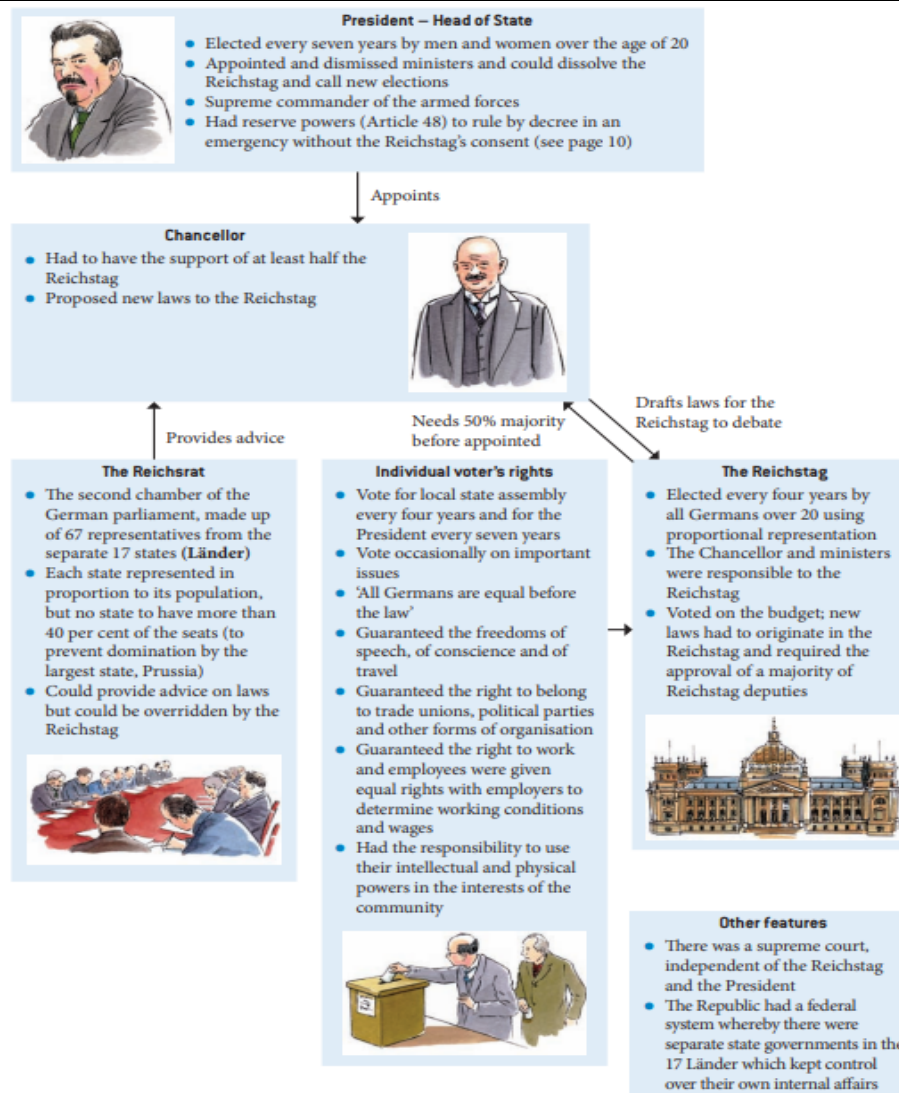 President – Head of State
• Elected every seven years by men and women over the age of 20
• Appointed and dismissed ministers and could dissolve the
Reichstag and call new elections
• Supreme commander of the armed forces
• Had reserve powers (Article 48) to rule by decree in an
emergency without the Reichstag's consent (see page 10)
Appoints
Chancellor
• Had to have the support of at least half the
Reichstag
• Proposed new laws to the Reichstag
Provides advice
Needs 50% majority
before appointed
Drafts laws for the
Reichstag to debate
The Reichsrat
• The second chamber of the
German parliament, made up
of 67 representatives from the
separate 17 states (Länder)
• Each state represented in
proportion to its population,
but no state to have more than
40 per cent of the seats (to
prevent domination by the
largest state, Prussia)
• Could provide advice on laws
but could be overridden by the
Reichstag
Individual voter's rights
• Vote for local state assembly
every four years and for the
President every seven years
• Vote occasionally on important
issues
• 'All Germans are equal before
the law'
• Guaranteed the freedoms of
speech, of conscience and of
travel
• Guaranteed the right to belong
to trade unions, political parties
and other forms of organisation
• Guaranteed the right to work
and employees were given
equal rights with employers to
determine working conditions
and wages
• Had the responsibility to use
their intellectual and physical
powers in the interests of the
community
The Reichstag
• Elected every four years by
all Germans over 20 using
proportional representation
• The Chancellor and ministers
were responsible to the
Reichstag
• Voted on the budget; new
laws had to originate in the
Reichstag and required the
approval of a majority of
Reichstag deputies
Other features
• There was a supreme court,
independent of the Reichstag
and the President
• The Republic had a federal
system whereby there were
separate state governments in the
17 Länder which kept control
over their own internal affairs